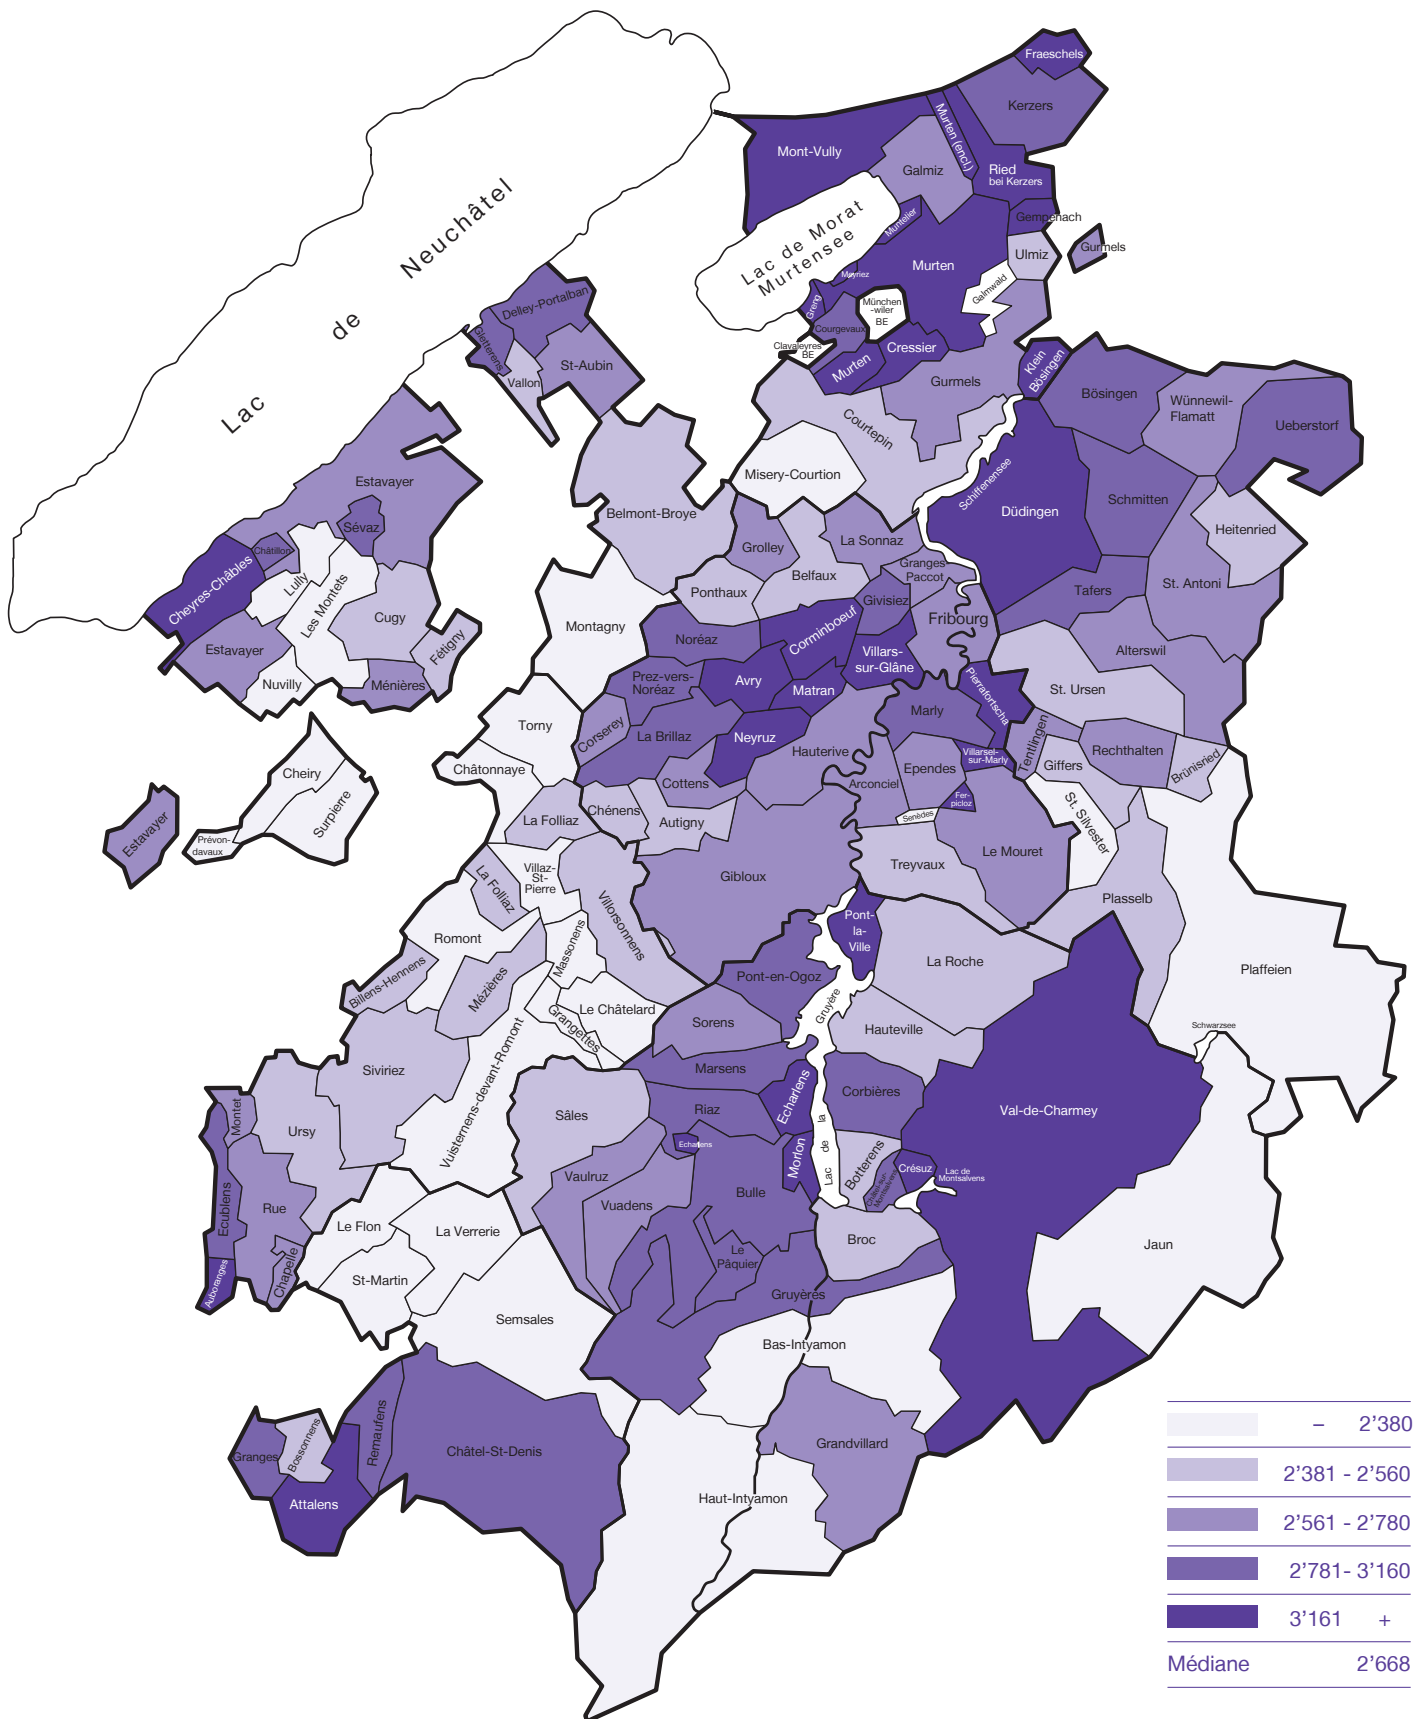 Fraeschels
Kerzers
Murten (encl.)
Mont-Vully
Galmiz
Ried
bei Kerzers
Lac de Neuchâtel
Lac de Morat
Murtensee
Muntelier
Gempenach
Gurmels
Ulmiz
Murten
Meyriez
Galmwald
Greng
München
-wiler
BE
Courgevaux
Delley-Portalban
Gletterens
Vallon
St-Aubin
Clavaleyres
BE
Cressier
Murten
Klein
Bösingen
Gurmels
Bösingen
Wünnewil-
Flamatt
Ueberstorf
Courtepin
Misery-Courtion
Schiffenensee
Estavayer
Schmitten
Düdingen
Belmont-Broye
Sévaz
Heitenried
La Sonnaz
Grolley
Châtillon
Granges-
Paccot
Belfaux
St. Antoni
Lully
Cheyres-Châbles
Ponthaux
Tafers
Les Montets
Givisiez
Cugy
Fribourg
Montagny
Corminboeuf
Noréaz
Fétigny
Estavayer
Villars-
sur-Glâne
Alterswil
Avry
Prez-vers-
Noréaz
Nuvilly
Ménières
Matran
Pierrafortscha
St. Ursen
Marly
Torny
Corserey
La Brillaz
Neyruz
Hauterive
Tentlingen
Rechthalten
Villarsel-
sur-Marly
Giffers
Brünisried
Châtonnaye
Cheiry
Ependes
Cottens
Arconciel
Fer-
picloz
Surpierre
Chénens
Senèdes
La Folliaz
Autigny
St. Silvester
Estavayer
Prévon-
davaux
Le Mouret
Villaz-
St-
Pierre
Treyvaux
La Folliaz
Gibloux
Villorsonnens
Plasselb
Pont-
la-
Ville
Romont
Massonens
La Roche
Plaffeien
Billens-Hennens
Mézières
Pont-en-Ogoz
Le Châtelard
Grangettes
Sorens
Lac de la Gruyère
Hauteville
Schwarzsee
Siviriez
Vuisternens-devant-Romont
Marsens
Echarlens
Corbières
Val-de-Charmey
Sâles
Riaz
Montet
Ursy
Echarlens
Morlon
Botterens
Crésuz
Lac de
Montsalvens
Vaulruz
Châtel-sur-
Montsalvens
Bulle
Vuadens
Ecublens
Rue
Le Flon
La Verrerie
Broc
Jaun
Le
Pâquier
Chapelle
St-Martin
Auboranges
Gruyères
Semsales
Bas-Intyamon
Remaufens
Bossonnens
Granges
Châtel-St-Denis
Grandvillard
Attalens
Haut-Intyamon
– 2’380
2’381 - 2’560
2’561 - 2’780
2’781 - 3’160
3’161 +
Médiane 2’668